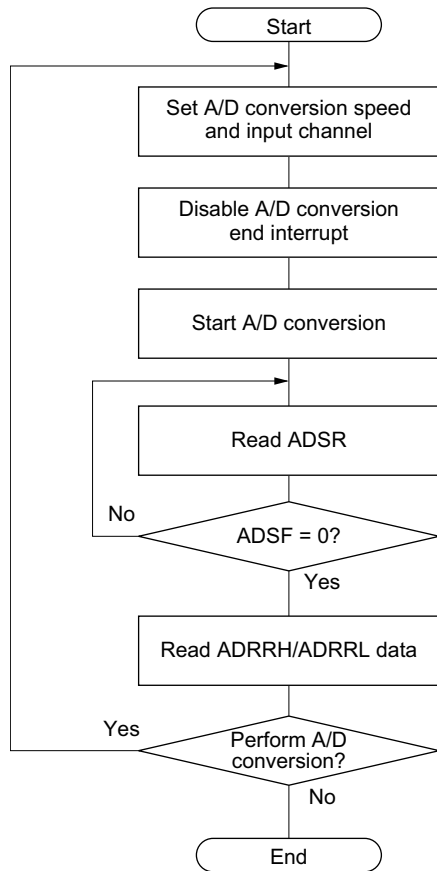 Start
Set A/D conversion speed
and input channel
Disable A/D conversion
end interrupt
Start A/D conversion
Read ADSR
No
ADSF = 0?
Yes
Read ADRRH/ADRRL data
Yes
Perform A/D
conversion?
No
End